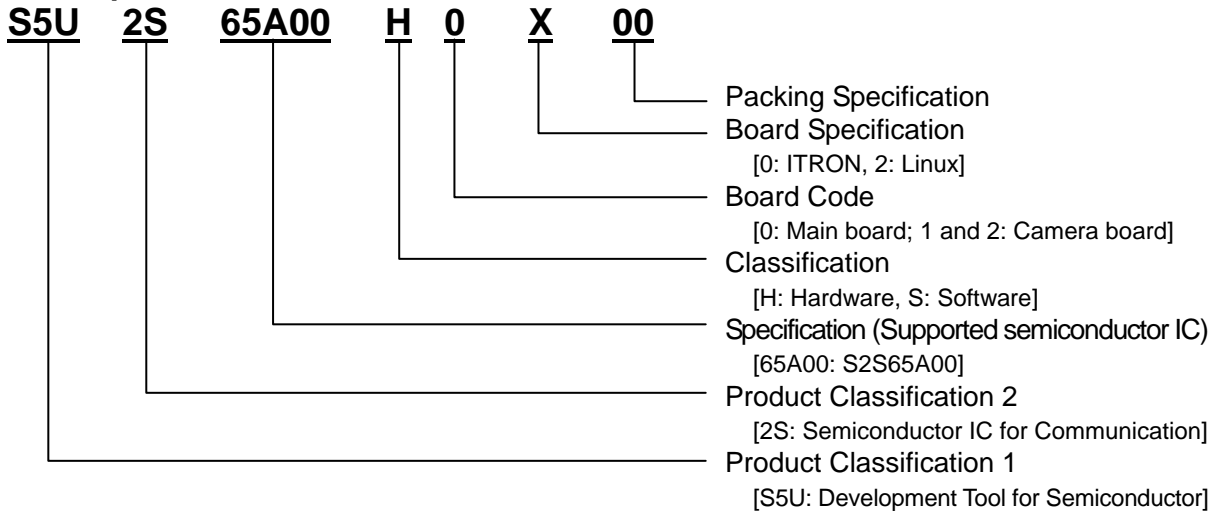 S5U 2S 65A00 H 0 X 00
Packing Specification
Board Specification
[0: ITRON, 2: Linux]
Board Code
[0: Main board; 1 and 2: Camera board]
Classification
[H: Hardware, S: Software]
Specification (Supported semiconductor IC)
[65A00: S2S65A00]
Product Classification 2
[2S: Semiconductor IC for Communication]
Product Classification 1
[S5U: Development Tool for Semiconductor]